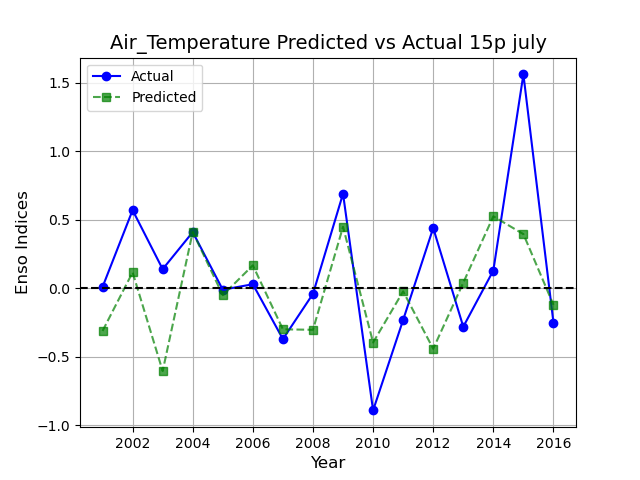 Air_Temperature Predicted vs Actual 15p july
Actual
Predicted
1.5
1.0
0.5
0.0
−0.5
−1.0
Enso Indices
2002 2004 2006 2008 2010 2012 2014 2016
Year